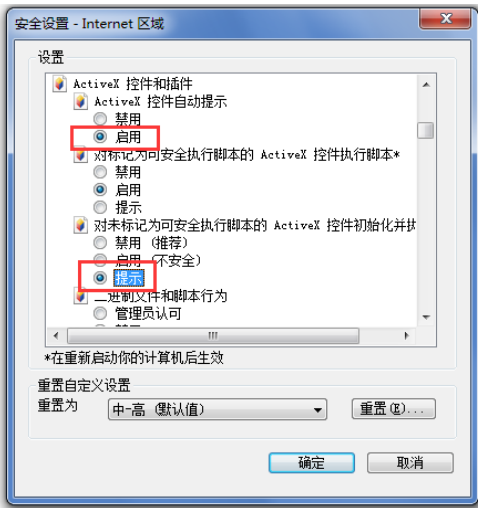 安全设置 - Internet 区域
设置
ActiveX 控件和插件
ActiveX 控件自动提示
禁用
启用
对标记为可安全执行脚本的 ActiveX 控件执行脚本*
禁用
启用
提示
对未标记为可安全执行脚本的 ActiveX 控件初始化并执
禁用 (推荐)
启用 (不安全)
提示
二进制文件和脚本行为
管理员认可
*在重新启动你的计算机后生效
重置自定义设置
重置为
中-高 (默认值)
重置(E)...
确定
取消